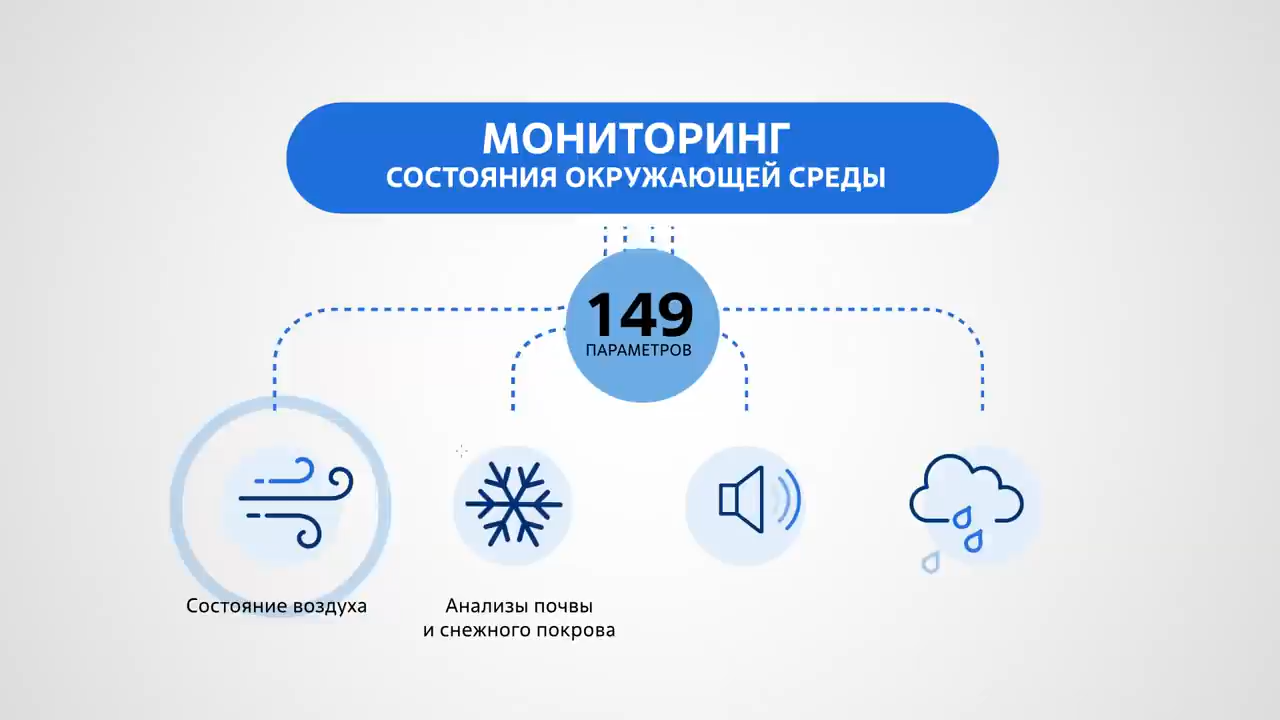 МОНИТОРИНГ
СОСТОЯНИЯ ОКРУЖАЮЩЕЙ СРЕДЫ
149
ПАРАМЕТРОВ
Состояние воздуха
Анализы почвы
и снежного покрова